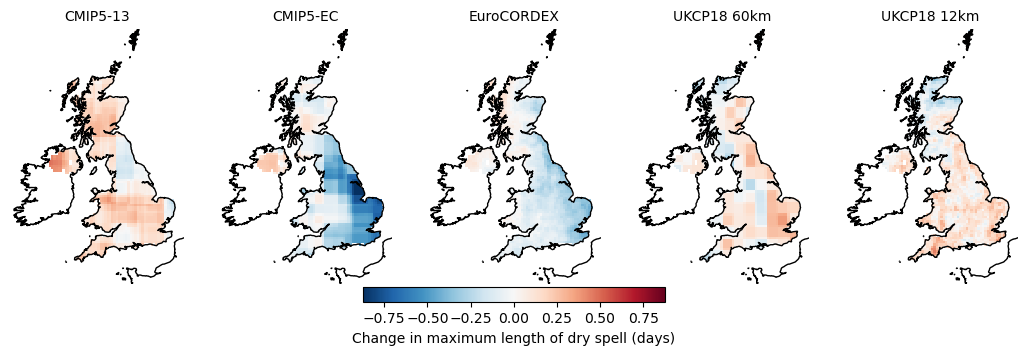 CMIP5-13 CMIP5-EC EuroCORDEX UKCP18 60km UKCP18 12km
−0.75 −0.50 −0.25 0.00 0.25 0.50 0.75
Change in maximum length of dry spell (days)